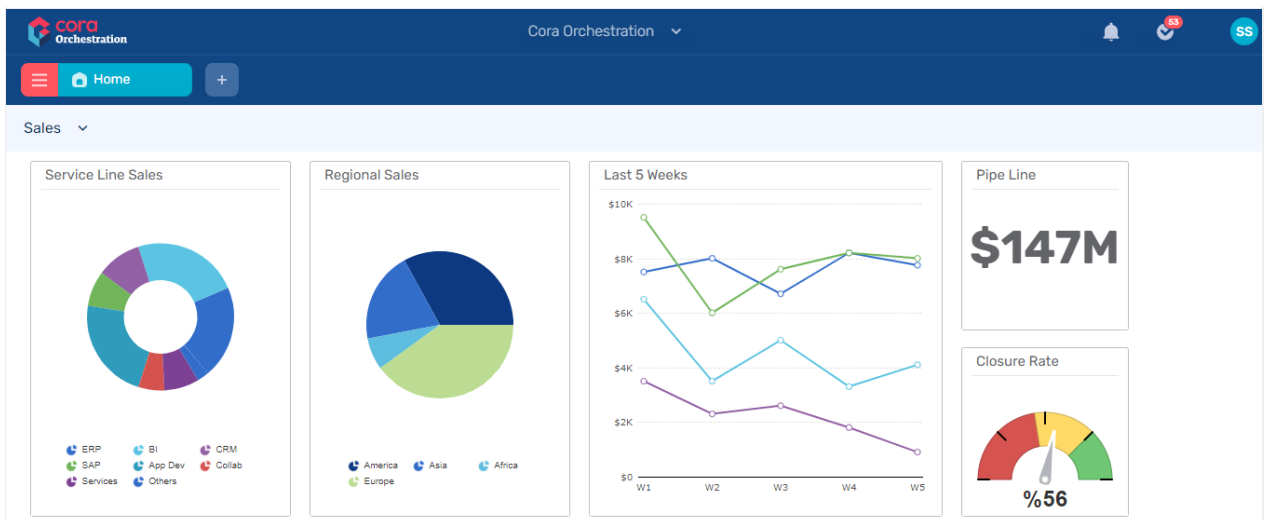 cora
Orchestration
Cora Orchestration
53
SS
Home
+
Sales
Service Line Sales
ERP BI CRM
SAP App Dev Collab
Services Others
Regional Sales
America Asia Africa
Europe
Last 5 Weeks
$10K
$8K
$6K
$4K
$2K
$0
W1 W2 W3 W4 W5
Pipe Line
$147M
Closure Rate
%56